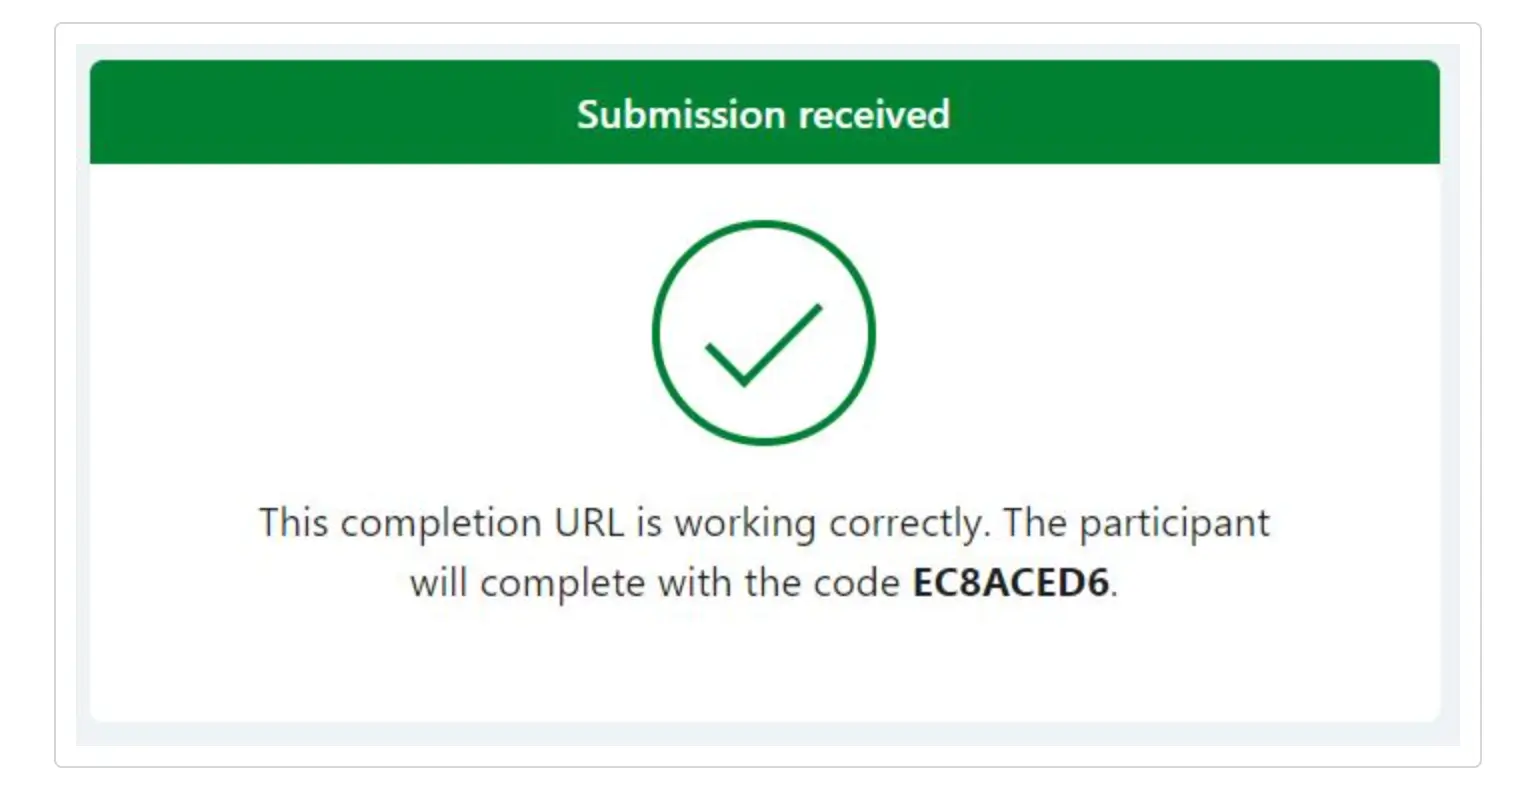 Submission received
This completion URL is working correctly. The participant
will complete with the code EC8ACED6.